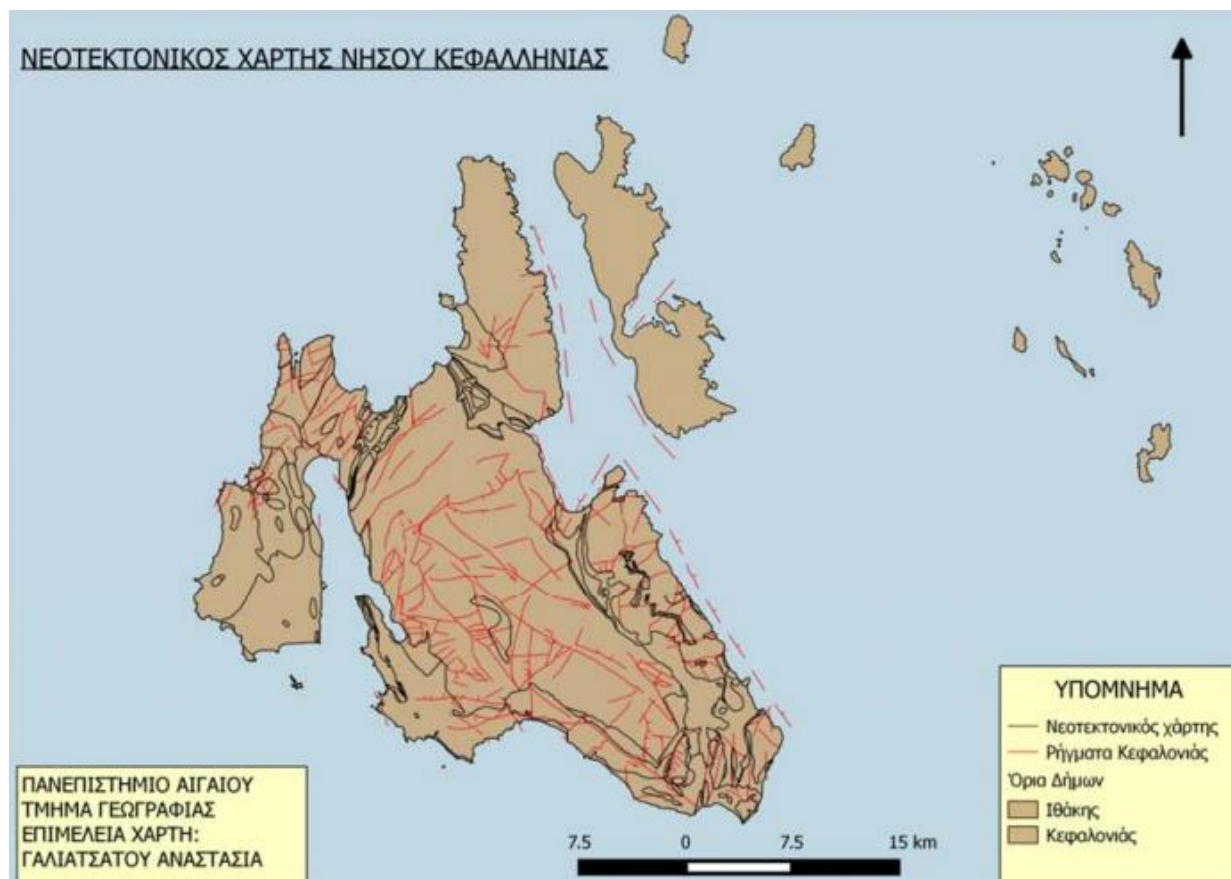 ΝΕΟΤΕΚΤΟΝΙΚΟΣ ΧΑΡΤΗΣ ΝΗΣΟΥ ΚΕΦΑΛΛΗΝΙΑΣ
ΥΠΟΜΝΗΜΑ
Νεοτεκτονικός χάρτης
Ρήγματα Κεφαλονιάς
Όρια Δήμων
Ιθάκης
Κεφαλονιάς
ΠΑΝΕΠΙΣΤΗΜΙΟ ΑΙΓΑΙΟΥ
ΤΜΗΜΑ ΓΕΩΓΡΑΦΙΑΣ
ΕΠΙΜΕΛΕΙΑ ΧΑΡΤΗ:
ΓΑΛΙΑΤΣΑΤΟΥ ΑΝΑΣΤΑΣΙΑ
7.5 0 7.5 15 km